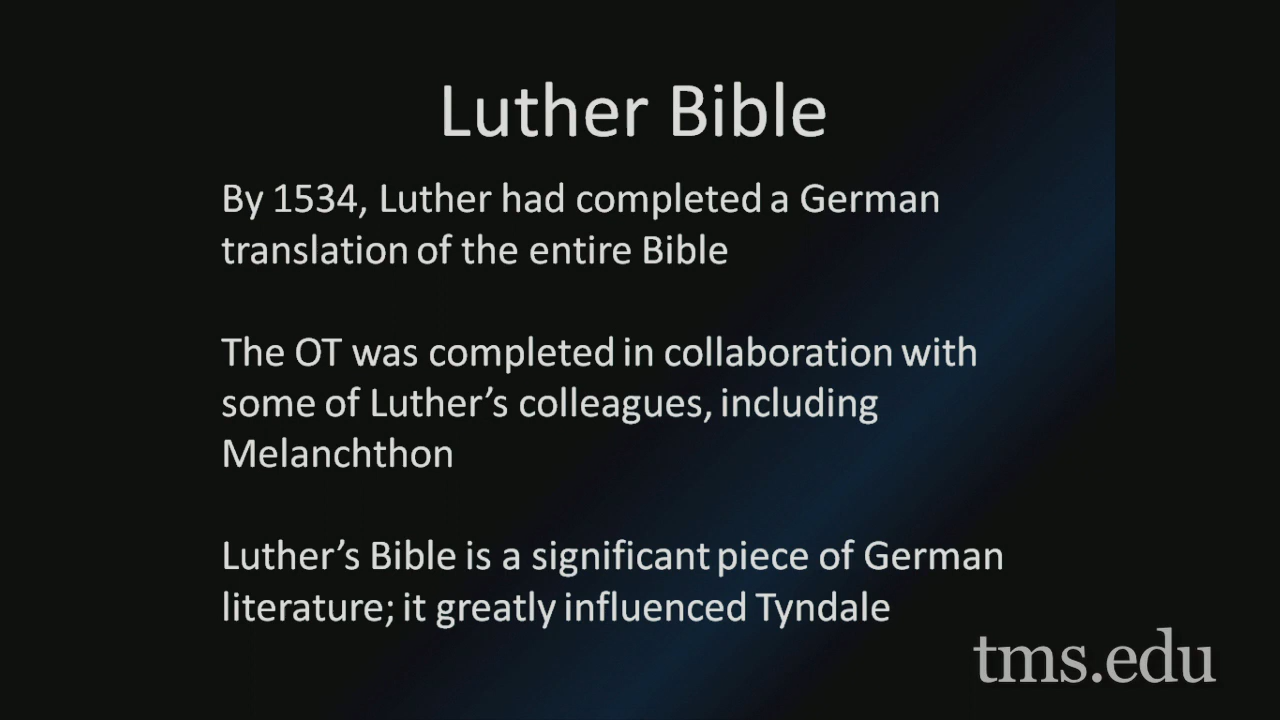 Luther Bible
By 1534, Luther had completed a German
translation of the entire Bible
The OT was completed in collaboration with
some of Luther’s colleagues, including
Melanchthon
Luther’s Bible is a significant piece of German
literature; it greatly influenced Tyndale
tms.edu